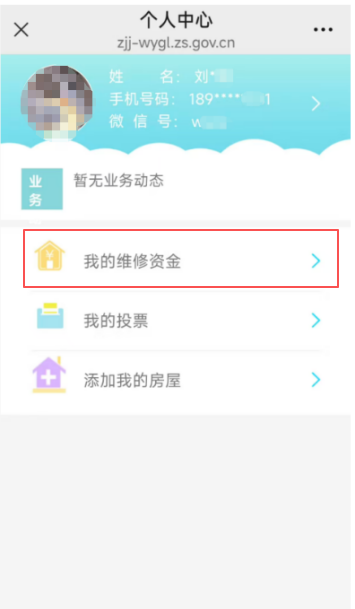 个人中心
zjj-wygl.zs.gov.cn
姓 名： 刘*
手机号码： 189****1
微 信 号： w
业务
暂无业务动态
我的维修资金
我的投票
添加我的房屋